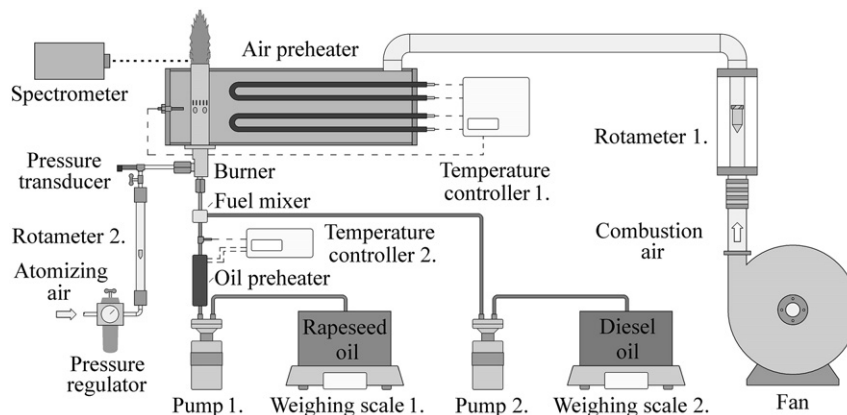 Air preheater
Spectrometer
Rotameter 1.
Pressure
transducer
Burner
Temperature
controller 1.
Fuel mixer
Rotameter 2.
Temperature
controller 2.
Combustion
air
Atomizing
air
Oil preheater
Rapeseed
oil
Diesel
oil
Pressure
regulator
Pump 1.
Weighing scale 1.
Pump 2.
Weighing scale 2.
Fan